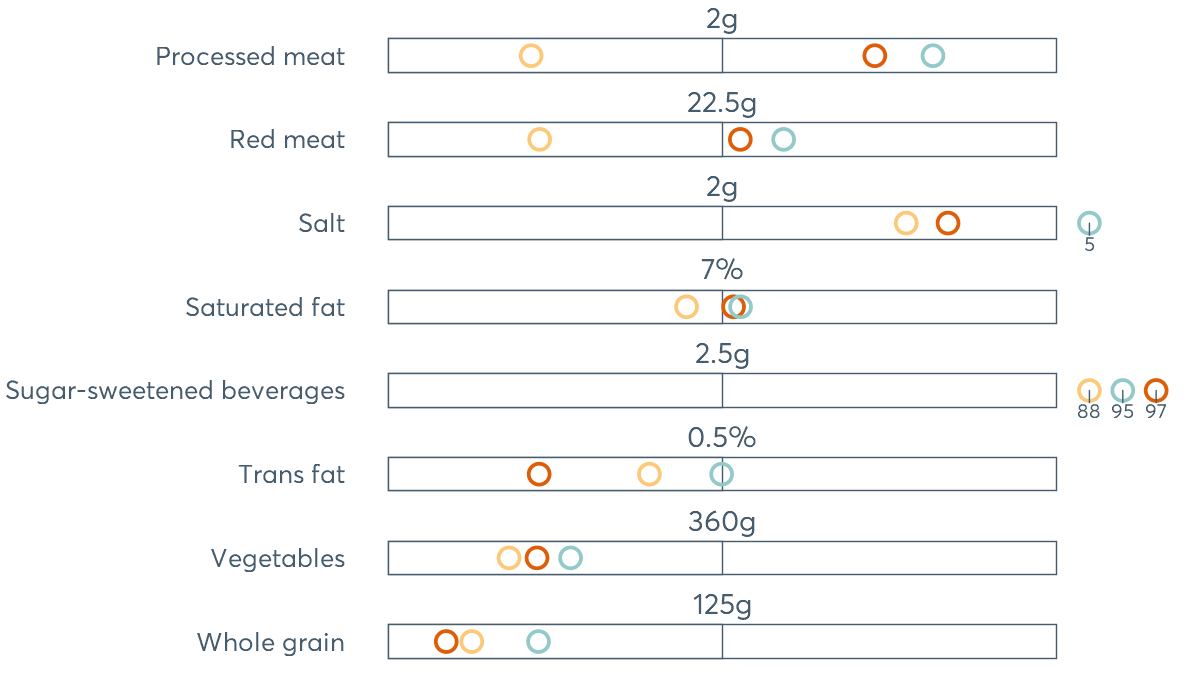 2g
Processed meat
22.5g
Red meat
2g
Salt
5
7%
Saturated fat
2.5g
Sugar-sweetened beverages
88 95 97
0.5%
Trans fat
360g
Vegetables
125g
Whole grain